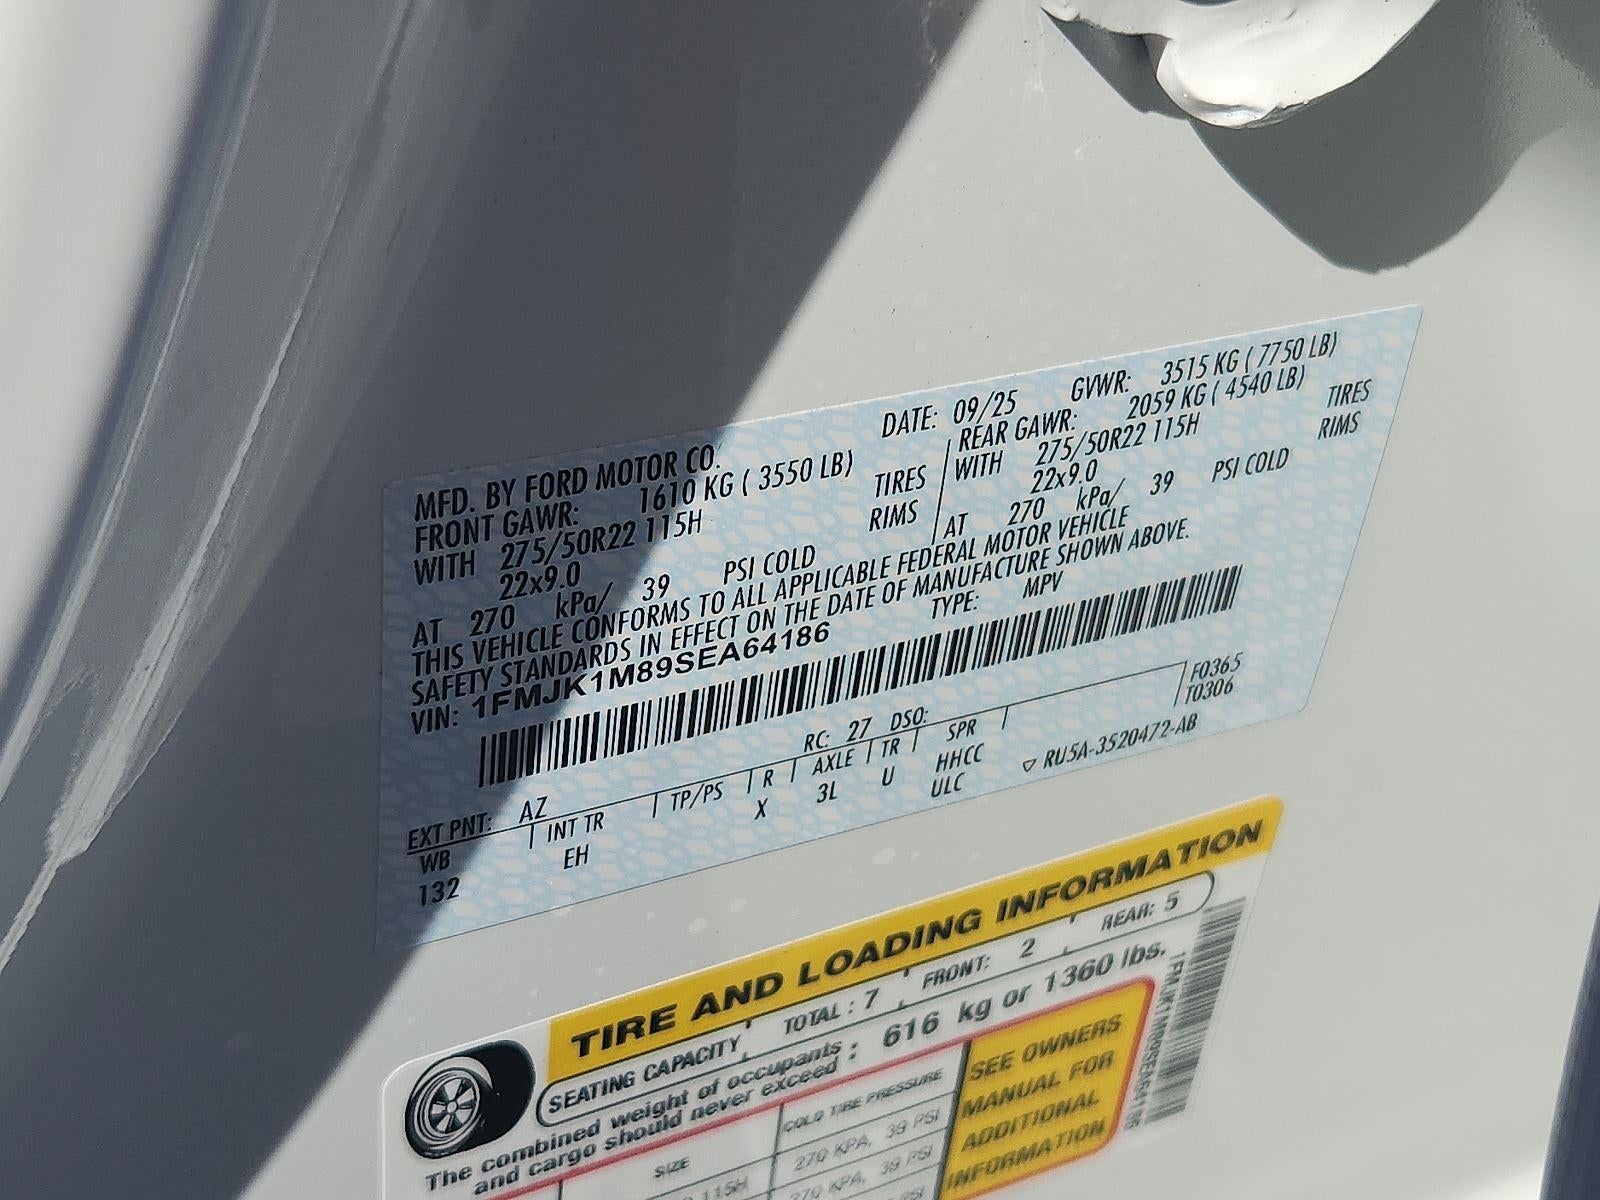 MFD. BY FORD MOTOR CO. DATE: 09/25 GVWR: 3515 KG ( 7750 LB)
FRONT GAWR: 1610 KG ( 3550 LB) REAR GAWR: 2059 KG ( 4540 LB)
WITH 275/50R22 115H TIRES WITH 275/50R22 115H TIRES
22x9.0 RIMS 22x9.0 RIMS
AT 270 kPa/ 39 PSI COLD AT 270 kPa/ 39 PSI COLD
THIS VEHICLE CONFORMS TO ALL APPLICABLE FEDERAL MOTOR VEHICLE
SAFETY STANDARDS IN EFFECT ON THE DATE OF MANUFACTURE SHOWN ABOVE.
VIN: 1FMJK1M89SEA64186 TYPE: MPV
F0365
T0306
EXT PNT: AZ RC: 27 DSO:
WB INT TR TP/PS R AXLE TR SPR
132 EH X 3L U HHCC
ULC
RU5A-3520472-AB
TIRE AND LOADING INFORMATION
SEATING CAPACITY TOTAL: 7 FRONT: 2 REAR: 5
The combined weight of occupants
and cargo should never exceed : 616 kg or 1360 lbs.
SIZE COLD TIRE PRESSURE
115H 270 KPA, 39 PSI
270 KPA, 39 PSI
PSI
SEE OWNERS
MANUAL FOR
ADDITIONAL
INFORMATION
1FMJK1M89SEA64186